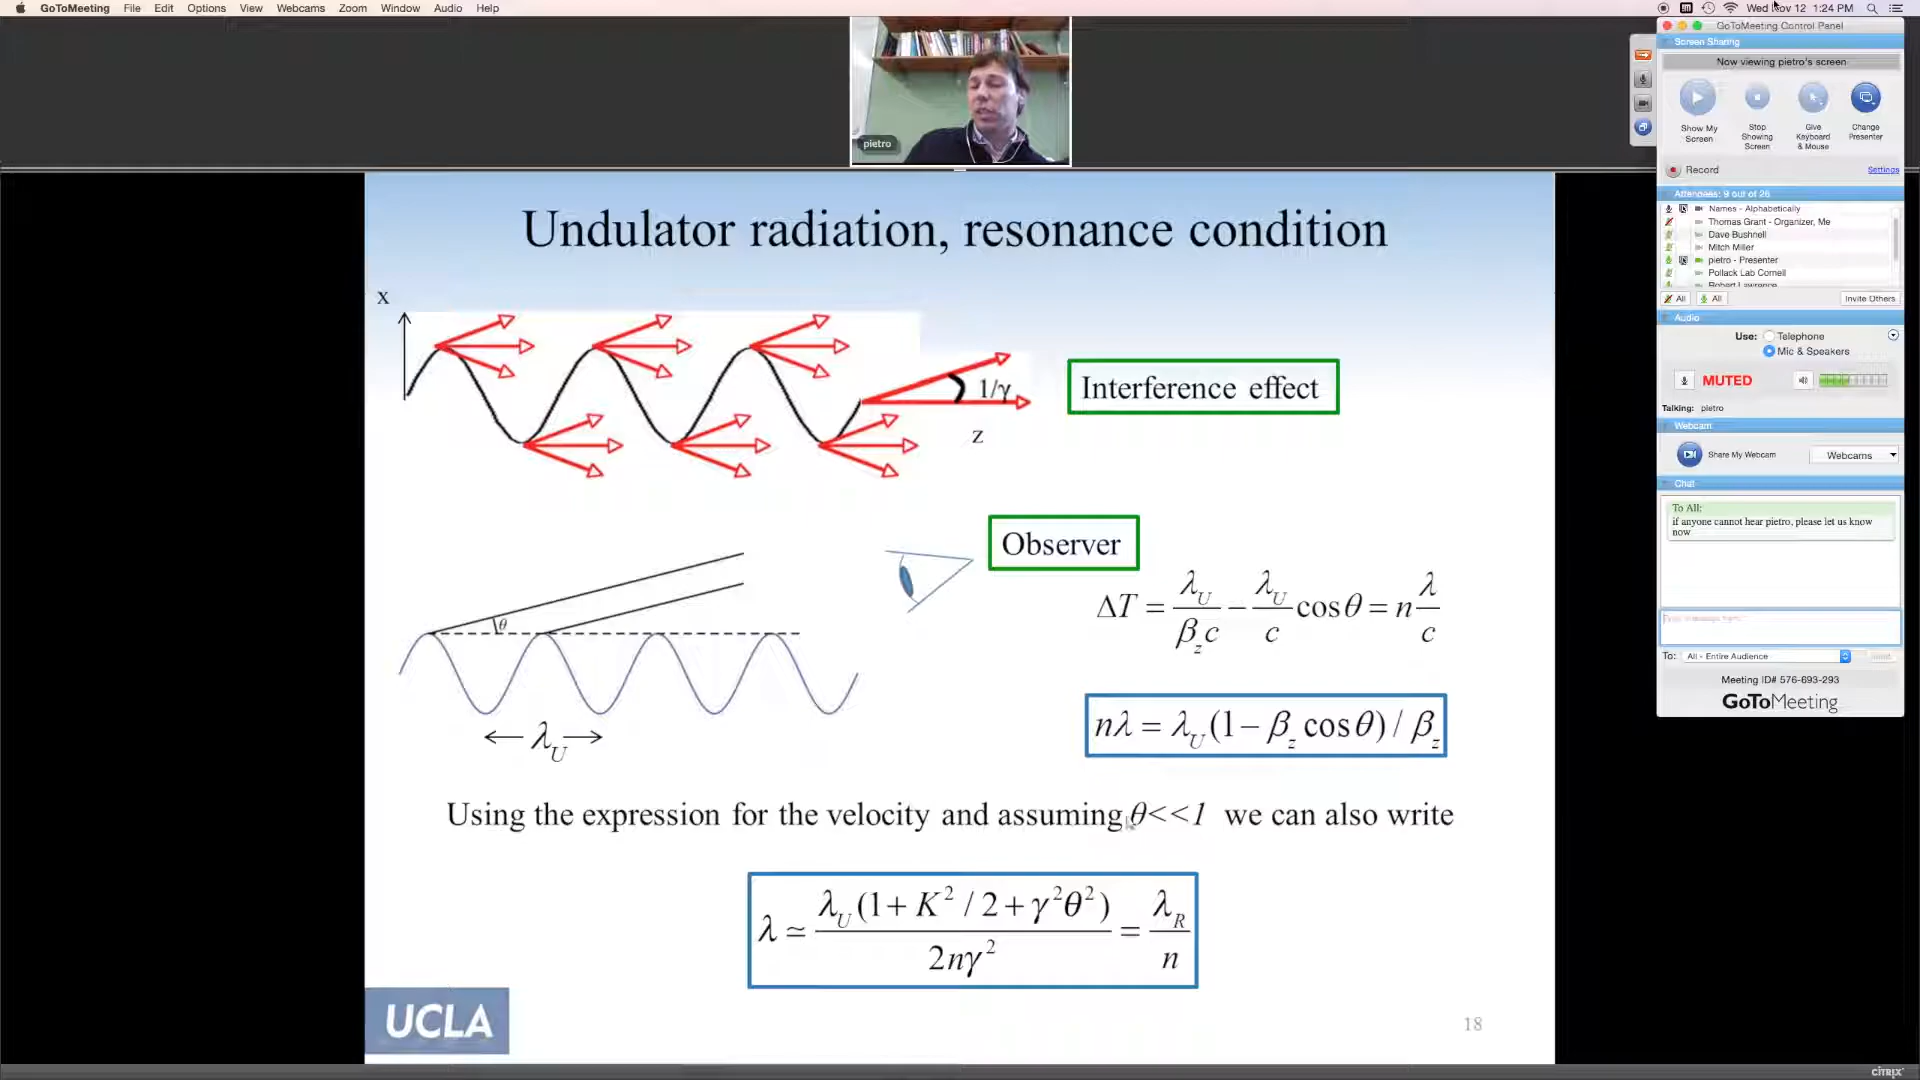 GoToMeeting File Edit Options View Webcams Zoom Window Audio Help
Wed Nov 12 1:24 PM
GoToMeeting Control Panel
Screen Sharing
Now viewing pietro's screen
Show My Screen
Stop Showing Screen
Give Keyboard & Mouse
Change Presenter
Record Settings
Attendees: 9 out of 26
Names - Alphabetically
Thomas Grant - Organizer, Me
Dave Bushnell
Mitch Miller
pietro - Presenter
Pollack Lab Cornell
Robert Lawrence
All All Invite Others
Audio
Use: Telephone
Mic & Speakers
MUTED
Talking: pietro
Webcam
Share My Webcam Webcams
Chat
To All:
if anyone cannot hear pietro, please let us know
now
To: All - Entire Audience
Meeting ID# 576-693-293
GoToMeeting
pietro
Undulator radiation, resonance condition
x
1/γ
z
Interference effect
Observer
θ
λ_U
ΔT = λ_U / β_z c − λ_U / c cosθ = n λ / c
nλ = λ_U (1 − β_z cosθ) / β_z
Using the expression for the velocity and assuming θ<<1 we can also write
λ ≃ λ_U (1 + K² / 2 + γ²θ²) / 2nγ² = λ_R / n
UCLA
18
CITRIX